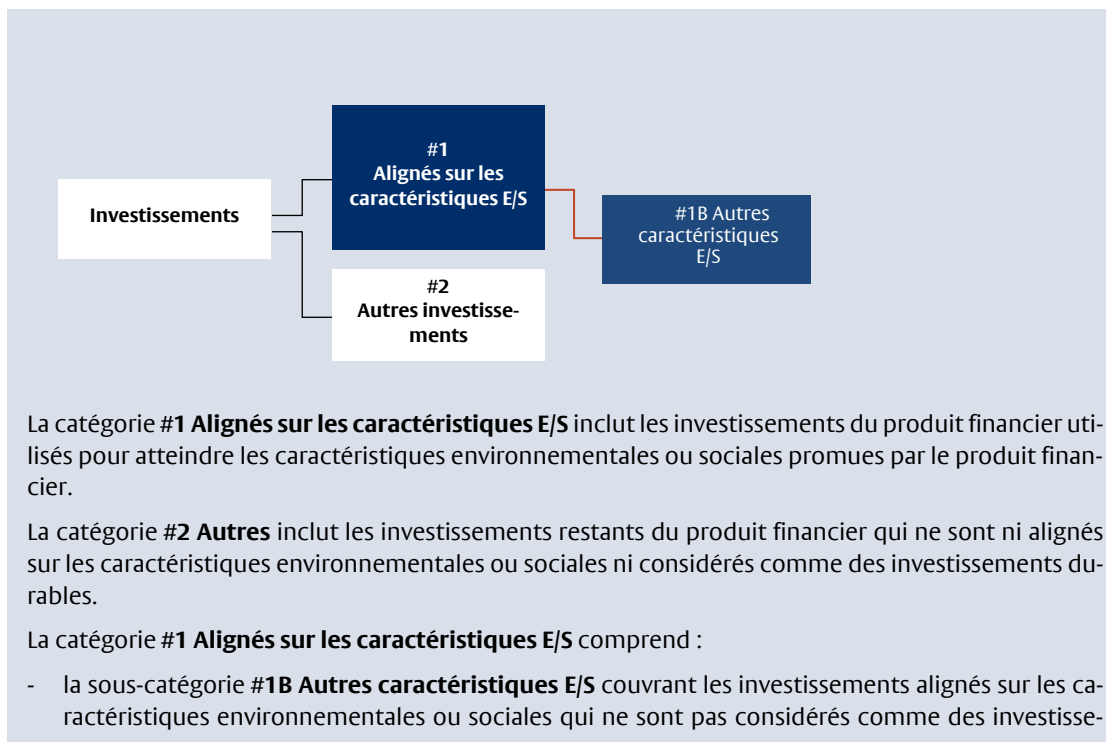 #1
Alignés sur les
caractéristiques E/S
Investissements
#1B Autres
caractéristiques
E/S
#2
Autres investisse-
ments
La catégorie #1 Alignés sur les caractéristiques E/S inclut les investissements du produit financier uti-
lisés pour atteindre les caractéristiques environnementales ou sociales promues par le produit finan-
cier.
La catégorie #2 Autres inclut les investissements restants du produit financier qui ne sont ni alignés
sur les caractéristiques environnementales ou sociales ni considérés comme des investissements du-
rables.
La catégorie #1 Alignés sur les caractéristiques E/S comprend :
- la sous-catégorie #1B Autres caractéristiques E/S couvrant les investissements alignés sur les ca-
ractéristiques environnementales ou sociales qui ne sont pas considérés comme des investisse-